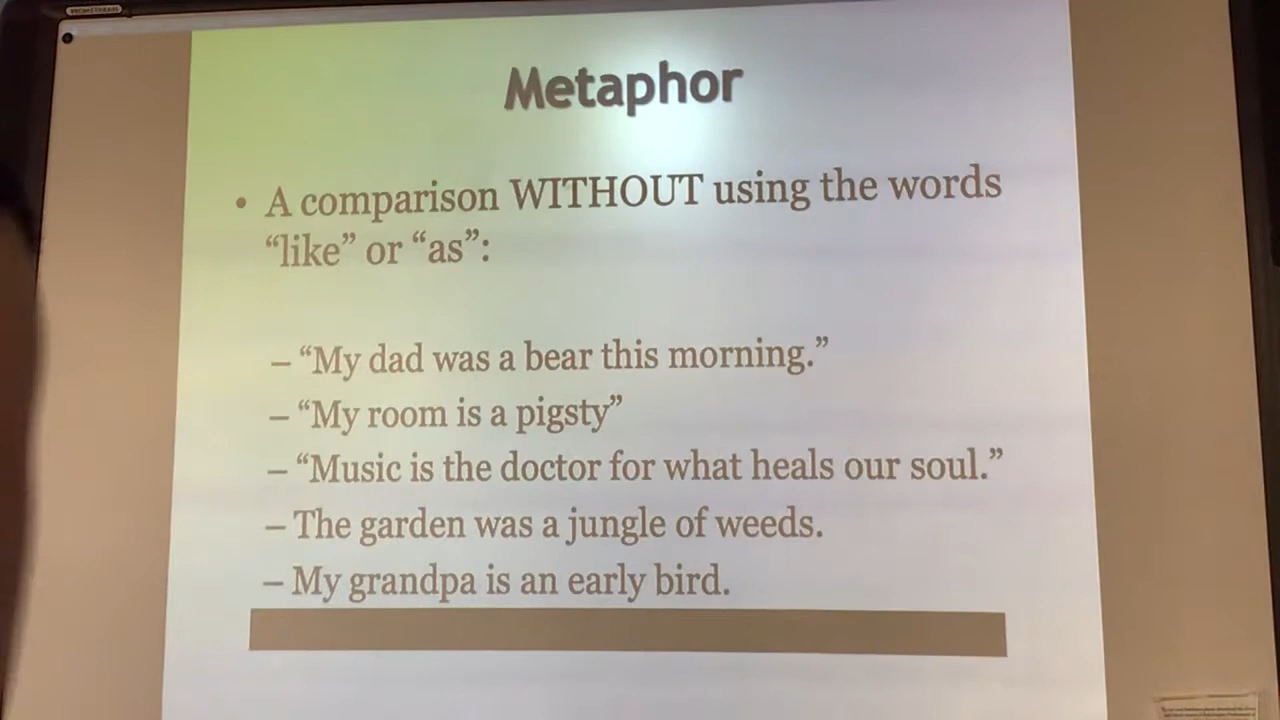 PROMETHEAN
Metaphor
• A comparison WITHOUT using the words
“like” or “as”:
– “My dad was a bear this morning.”
– “My room is a pigsty”
– “Music is the doctor for what heals our soul.”
– The garden was a jungle of weeds.
– My grandpa is an early bird.